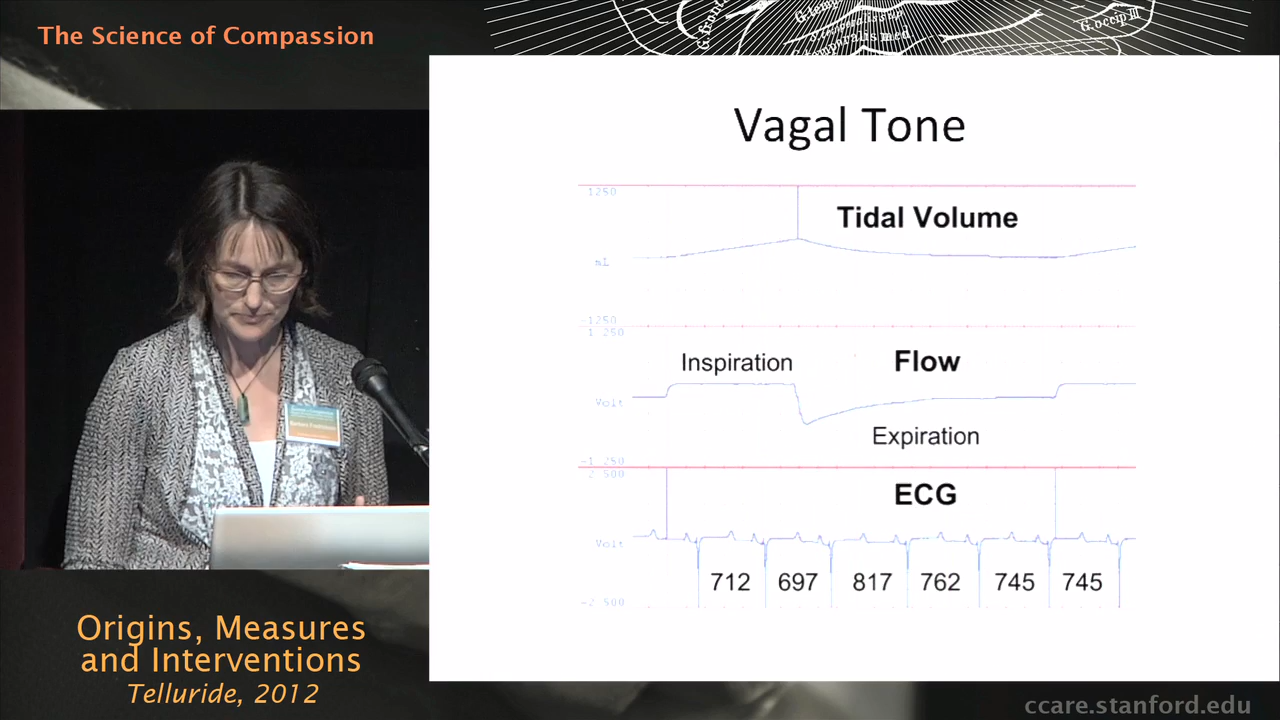 The Science of Compassion
G.occip III
Vagal Tone
1250
Tidal Volume
mL
-1250
1 250
Inspiration
Flow
Volt
Expiration
-1 250
2 500
ECG
Volt
712 697 817 762 745 745
-2 500
Origins, Measures
and Interventions
Telluride, 2012
ccare.stanford.edu